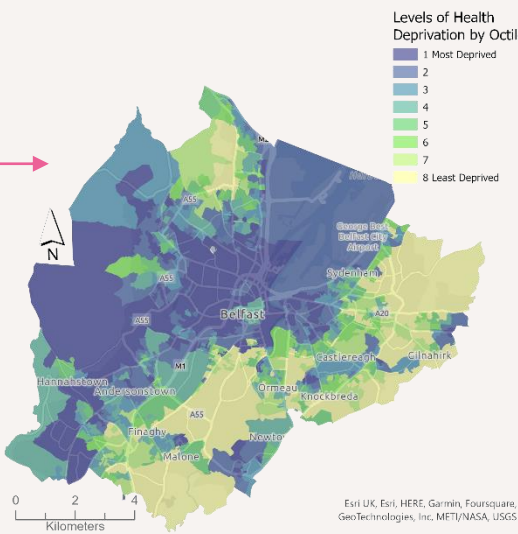 Levels of Health
Deprivation by Octil
1 Most Deprived
2
3
4
5
6
7
8 Least Deprived
A55
George Best
Belfast City
Airport
Sydenham
N
A55
A55
Belfast
A20
M1
Castlereagh
Gilnahirk
Hannahstown
Andersonstown
Ormeau
Knockbreda
A55
Finaghy
Newto
Malone
0 2 4
Kilometers
Esri UK, Esri, HERE, Garmin, Foursquare,
GeoTechnologies, Inc, METI/NASA, USGS